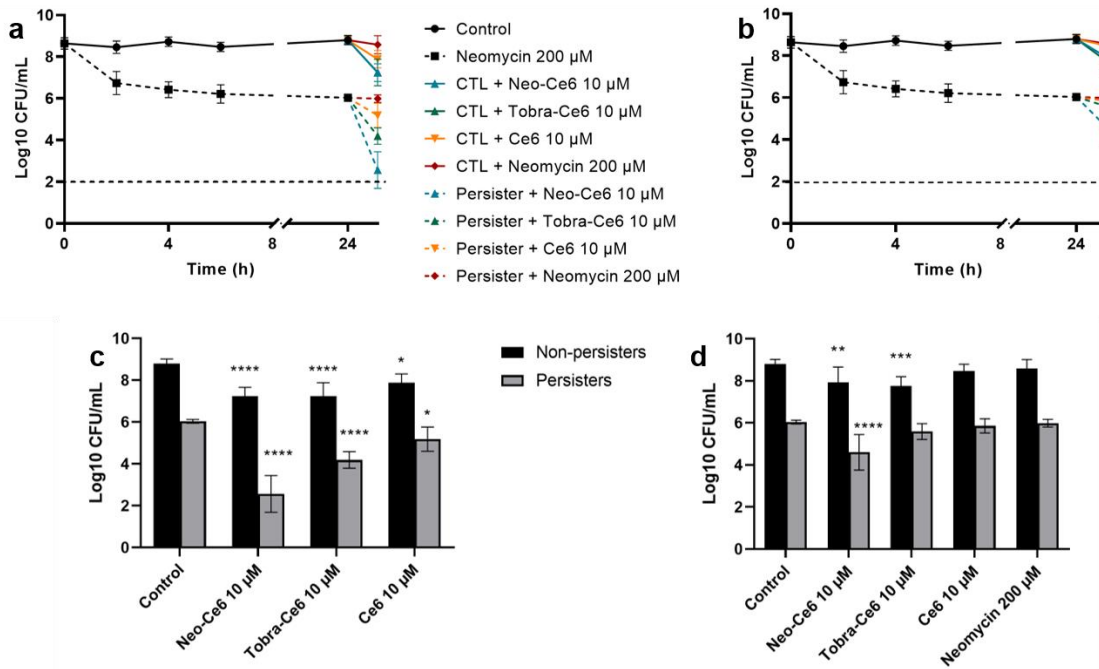 a
Log10 CFU/mL
10
8
6
4
2
0
0 4 8 24
Time (h)
Control
Neomycin 200 µM
CTL + Neo-Ce6 10 µM
CTL + Tobra-Ce6 10 µM
CTL + Ce6 10 µM
CTL + Neomycin 200 µM
Persister + Neo-Ce6 10 µM
Persister + Tobra-Ce6 10 µM
Persister + Ce6 10 µM
Persister + Neomycin 200 µM
b
Log10 CFU/mL
10
8
6
4
2
0
0 4 8 24
Time (h)
c
Log10 CFU/mL
10
8
6
4
2
0
**** **** *
**** **** *
Control
Neo-Ce6 10 µM
Tobra-Ce6 10 µM
Ce6 10 µM
Non-persisters
Persisters
d
Log10 CFU/mL
10
8
6
4
2
0
** ***
****
Control
Neo-Ce6 10 µM
Tobra-Ce6 10 µM
Ce6 10 µM
Neomycin 200 µM